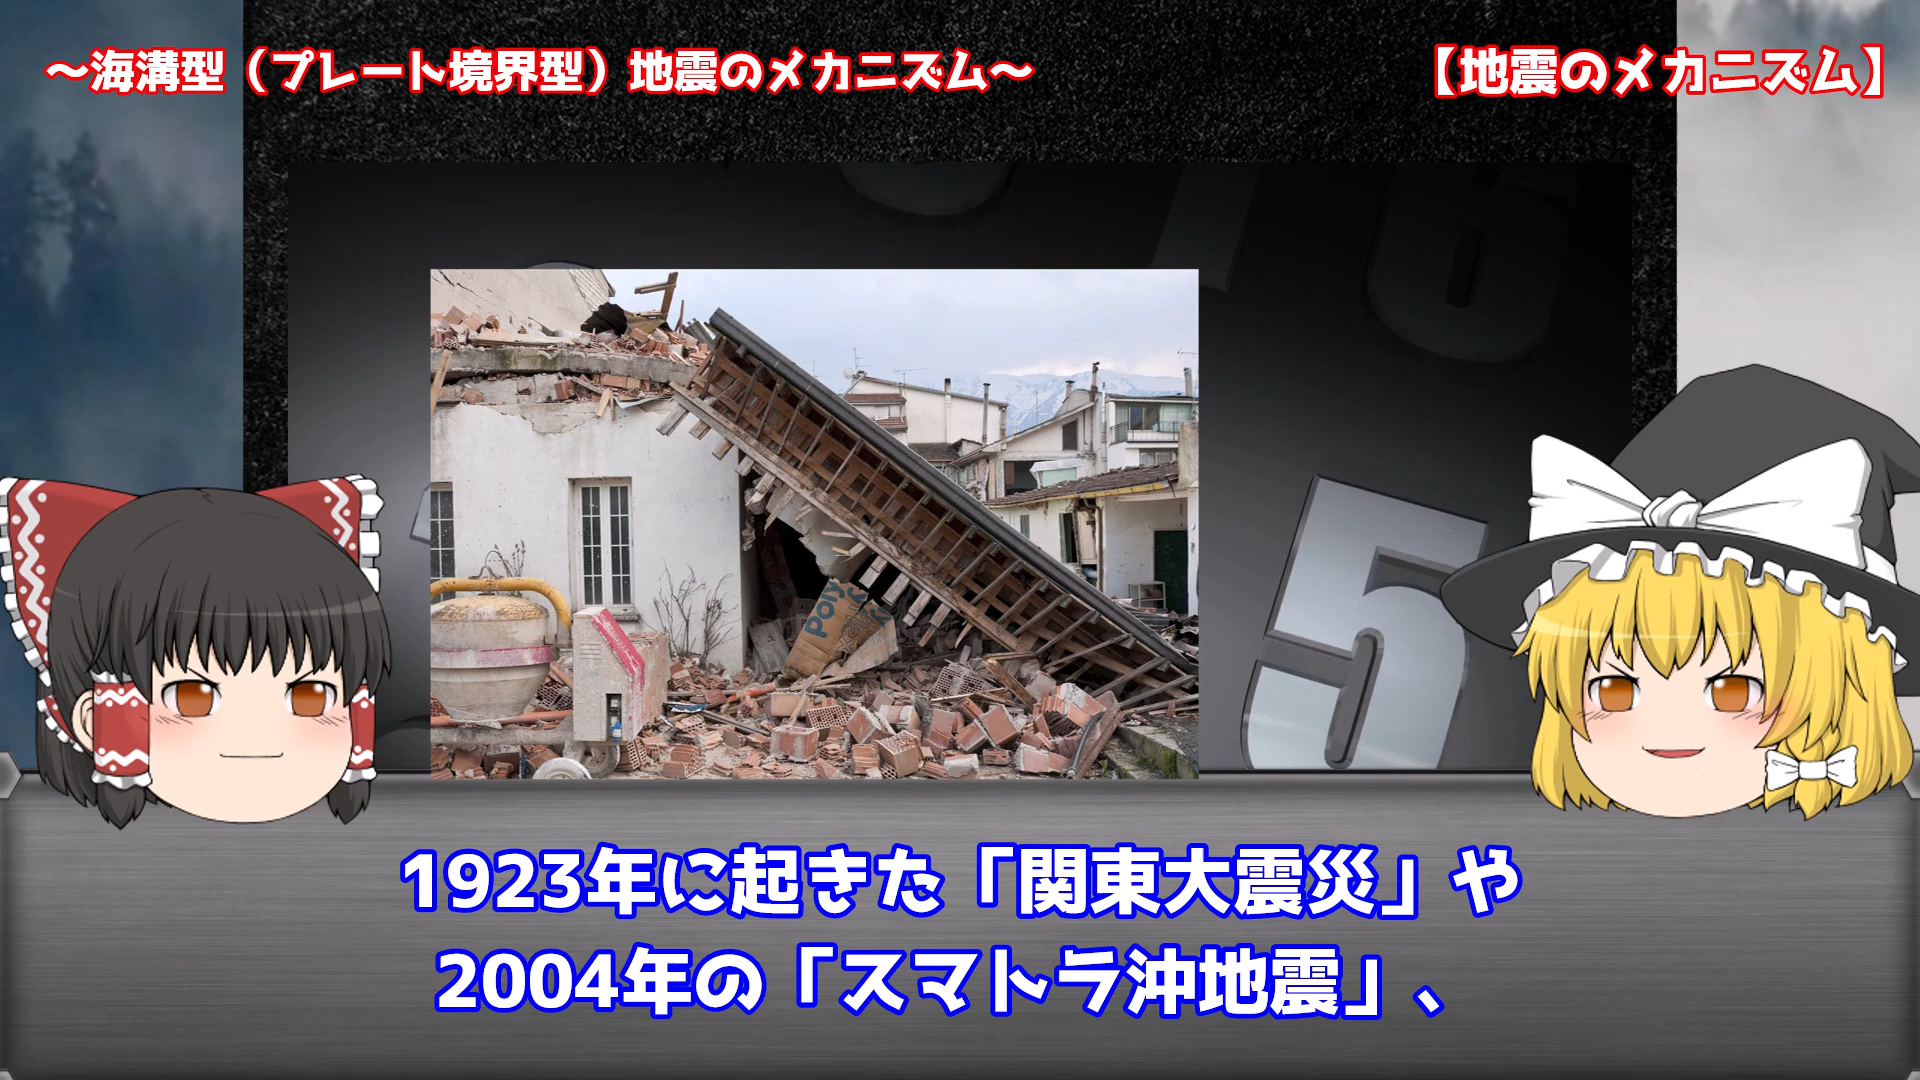 ～海溝型（プレート境界型）地震のメカニズム～
【地震のメカニズム】
5
1923年に起きた「関東大震災」や
2004年の「スマトラ沖地震」、